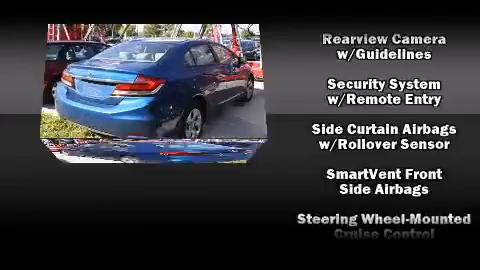 Rearview Camera
w/Guidelines
Security System
w/Remote Entry
Side Curtain Airbags
w/Rollover Sensor
SmartVent Front
Side Airbags
Steering Wheel-Mounted
Cruise Control